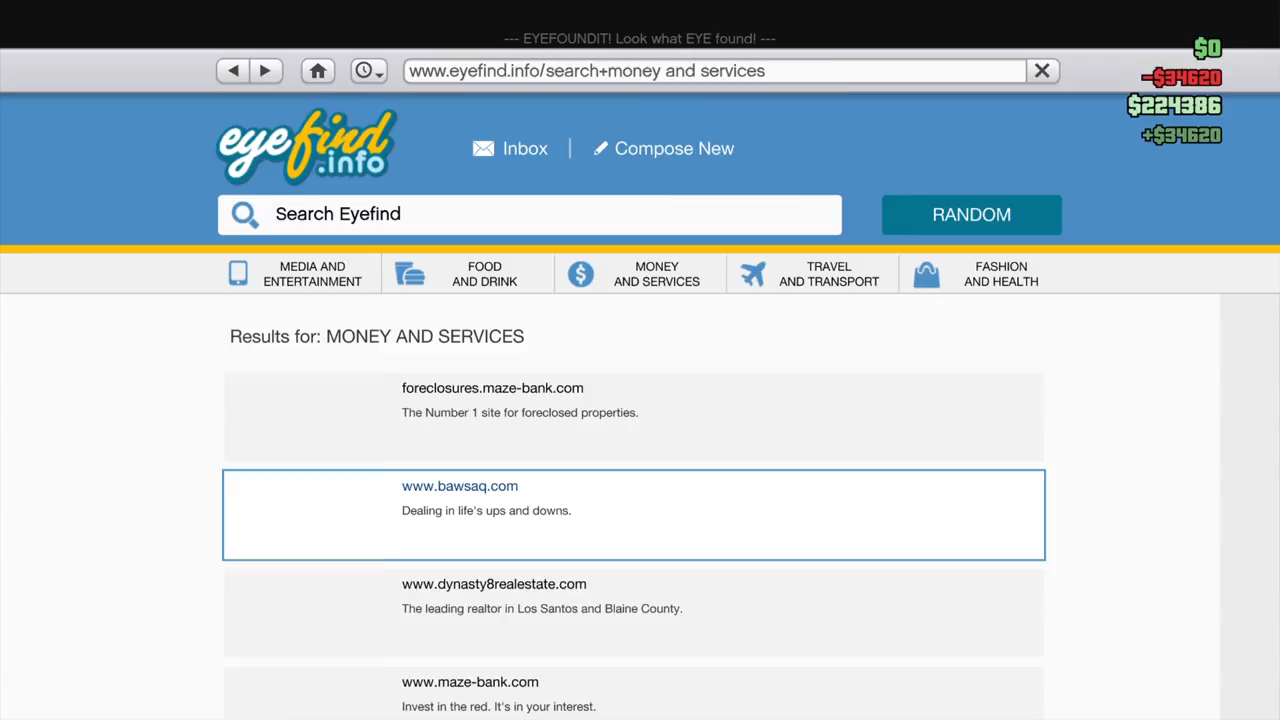 --- EYEFOUNDIT! Look what EYE found! ---
$0
www.eyefind.info/search+money and services
-$34620
$224386
+$34620
eyefind
.info
Inbox
Compose New
Search Eyefind
RANDOM
MEDIA AND
ENTERTAINMENT
FOOD
AND DRINK
MONEY
AND SERVICES
TRAVEL
AND TRANSPORT
FASHION
AND HEALTH
Results for: MONEY AND SERVICES
foreclosures.maze-bank.com
The Number 1 site for foreclosed properties.
www.bawsaq.com
Dealing in life's ups and downs.
www.dynasty8realestate.com
The leading realtor in Los Santos and Blaine County.
www.maze-bank.com
Invest in the red. It's in your interest.